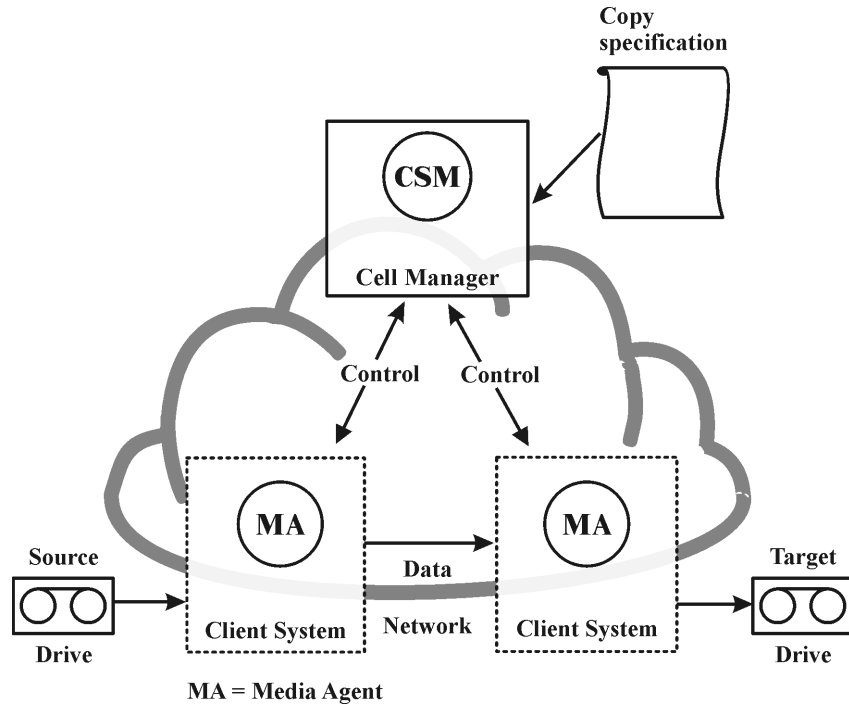 Copy
specification
CSM
Cell Manager
Control
Control
MA
MA
Source
Data
Target
Client System
Network
Client System
Drive
Drive
MA = Media Agent